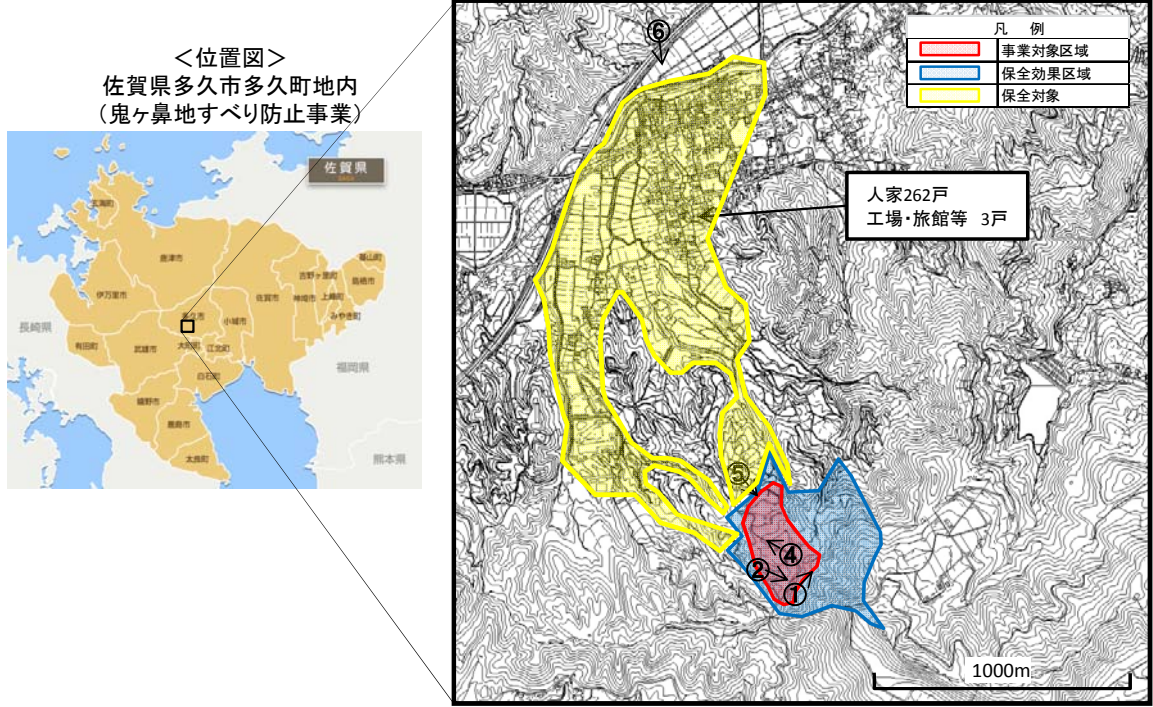 <位置図>
佐賀県多久市多久町地内
(鬼ヶ鼻地すべり防止事業)
佐賀県
玄海町
唐津市
伊万里市
有田町
武雄市
多久市
大町町
江北町
小城市
佐賀市
神埼市
吉野ヶ里町
上峰町
みやき町
鳥栖市
基山町
白石町
嬉野市
鹿島市
太良町
長崎県
福岡県
熊本県
凡 例
事業対象区域
保全効果区域
保全対象
人家262戸
工場・旅館等 3戸
⑥
⑤
④
②
①
1000m